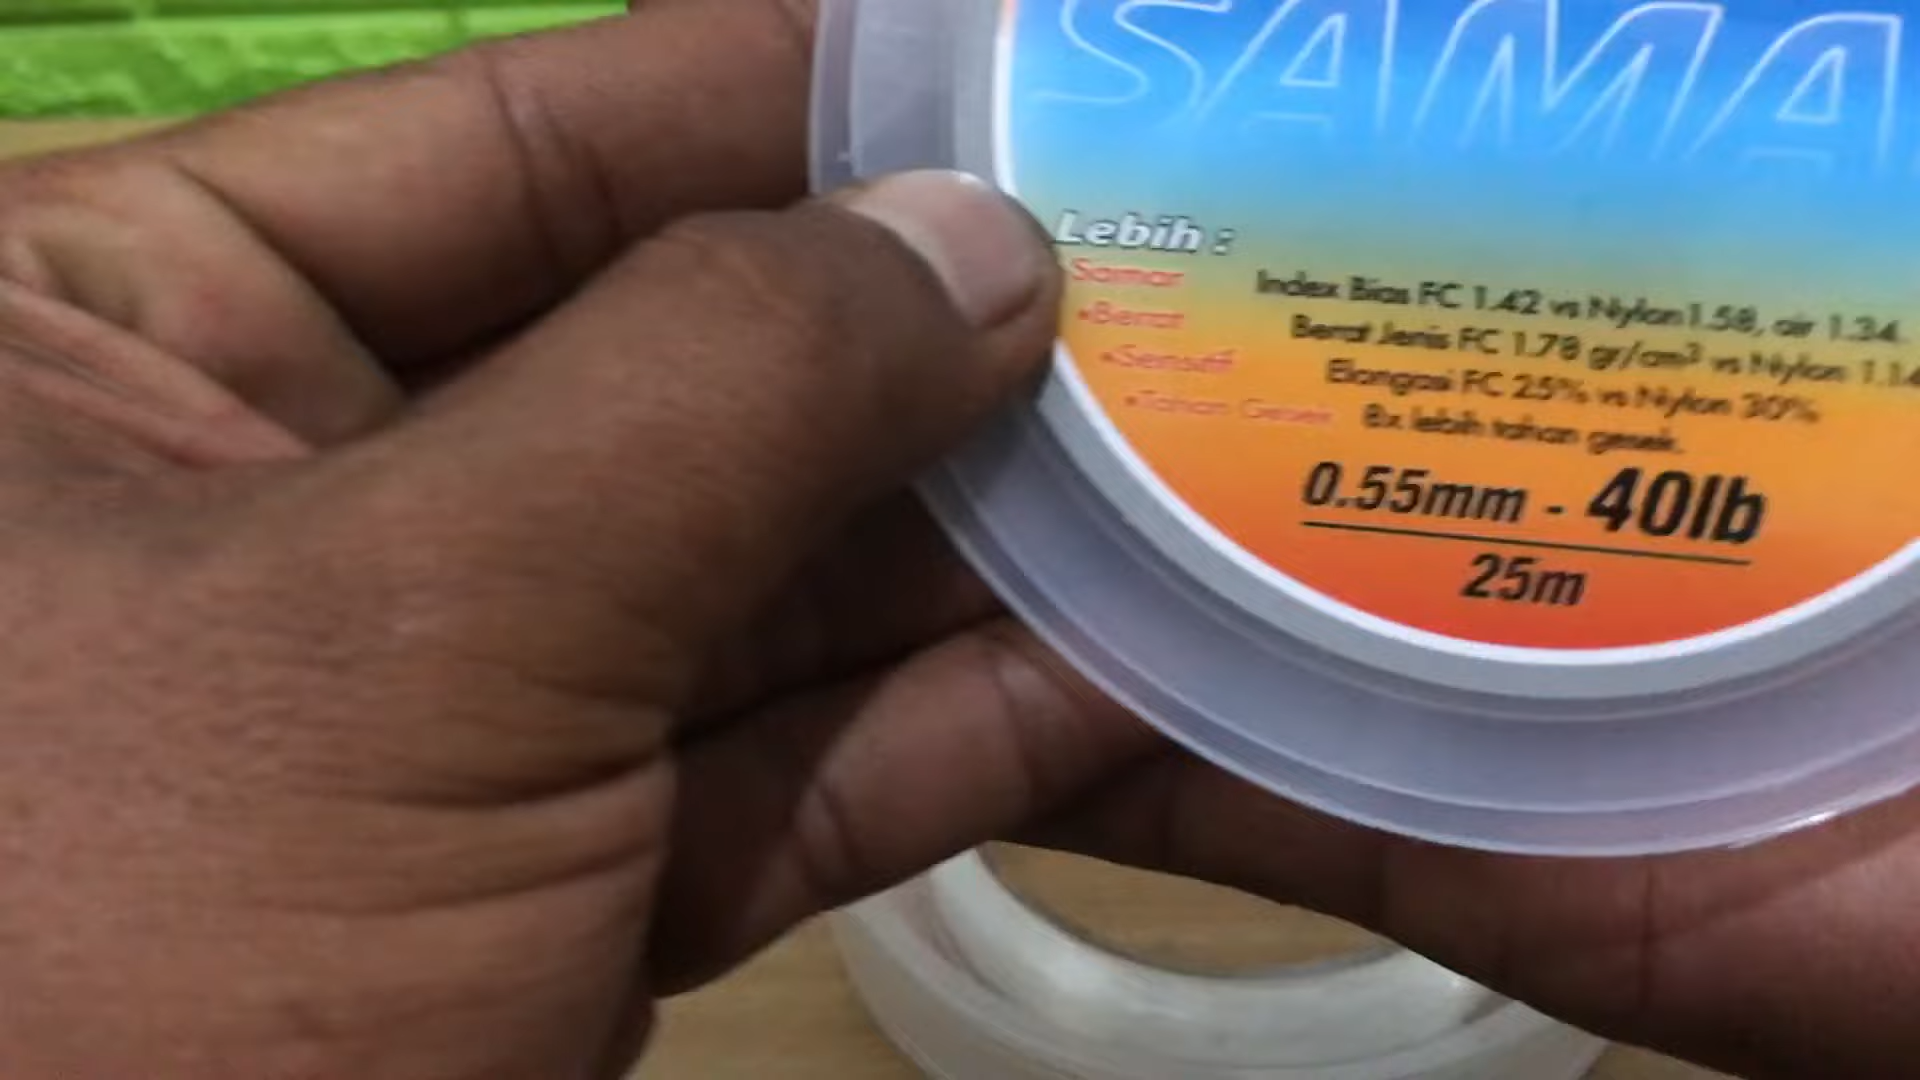 SAMA
Lebih :
Samar Index Bias FC 1.42 vs Nylon 1.58, air 1.34.
•Berat Berat Jenis FC 1.78 gr/cm³ vs Nylon 1.14
•Sensitif Elongasi FC 25% vs Nylon 30%
•Tahan Gesek 8x lebih tahan gesek.
0.55mm - 40lb
25m